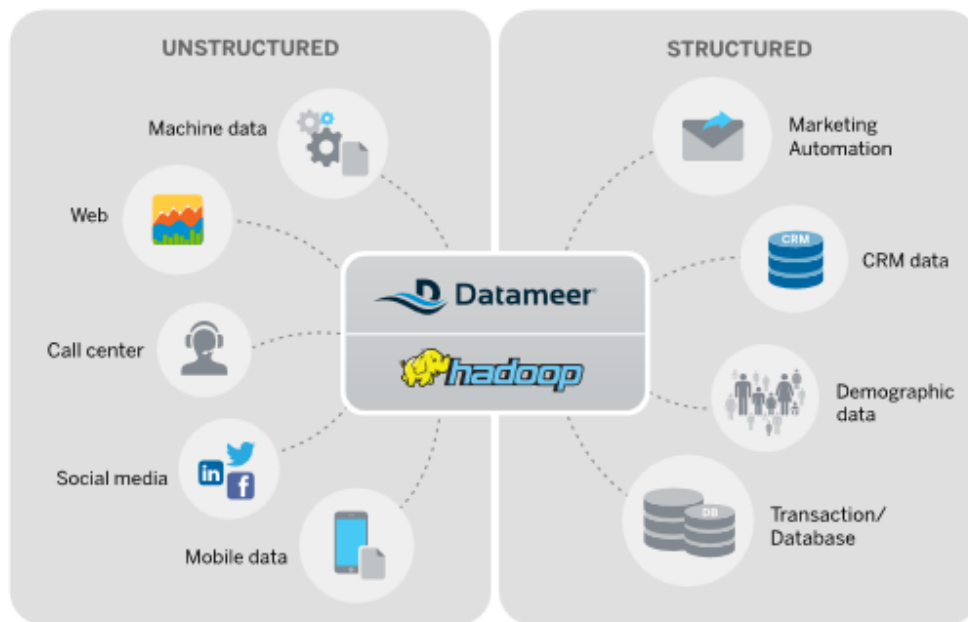 UNSTRUCTURED
Machine data
Web
Call center
Social media
in
f
Mobile data
Datameer
hadoop
STRUCTURED
Marketing
Automation
CRM
CRM data
Demographic
data
DB
Transaction/
Database